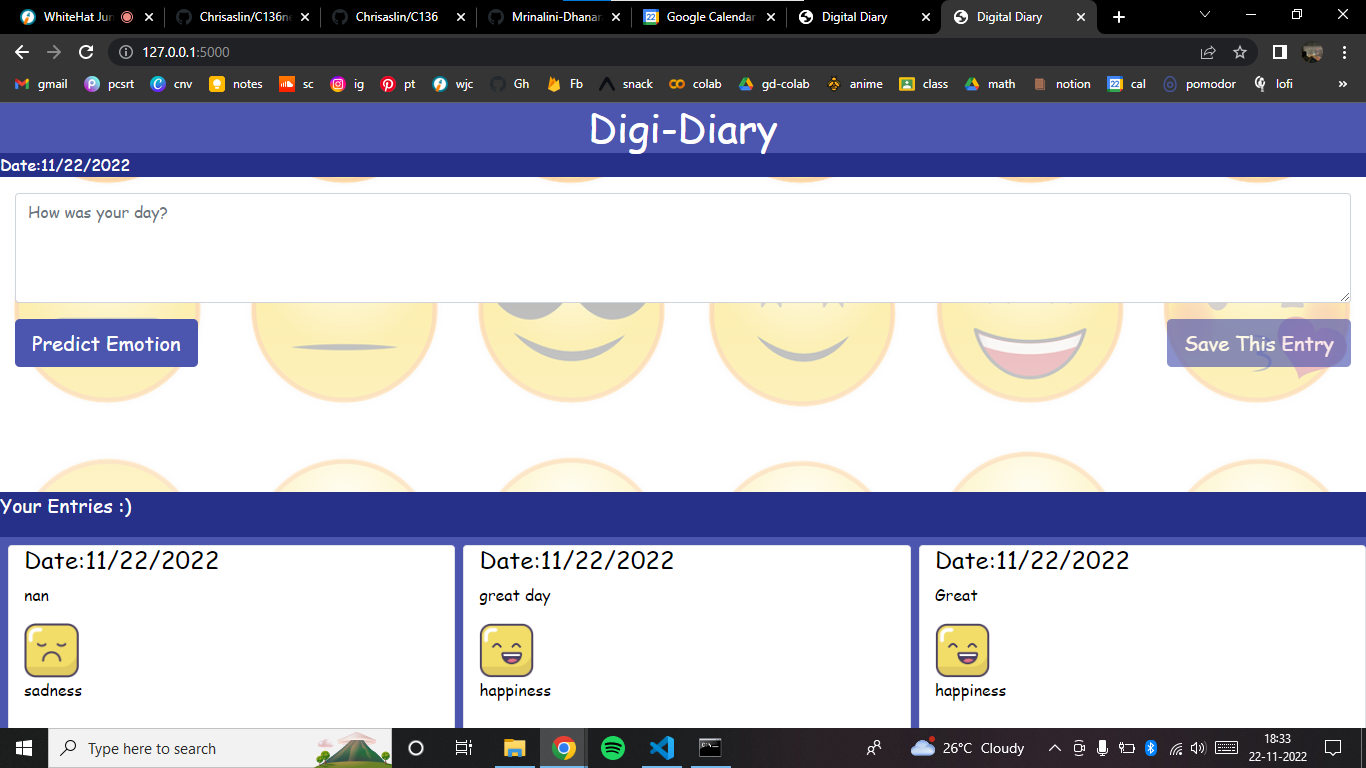 WhiteHat Jun
Chrisaslin/C136ne
Chrisaslin/C136
Mrinalini-Dhanan
Google Calendar
Digital Diary
Digital Diary
127.0.0.1:5000
gmail pcsrt cnv notes sc ig pt wjc Gh Fb snack colab gd-colab anime class math notion cal pomodor lofi »
Digi-Diary
Date:11/22/2022
How was your day?
Predict Emotion
Save This Entry
Your Entries :)
Date:11/22/2022
nan
sadness
Date:11/22/2022
great day
happiness
Date:11/22/2022
Great
happiness
Type here to search
26°C Cloudy
18:33
22-11-2022